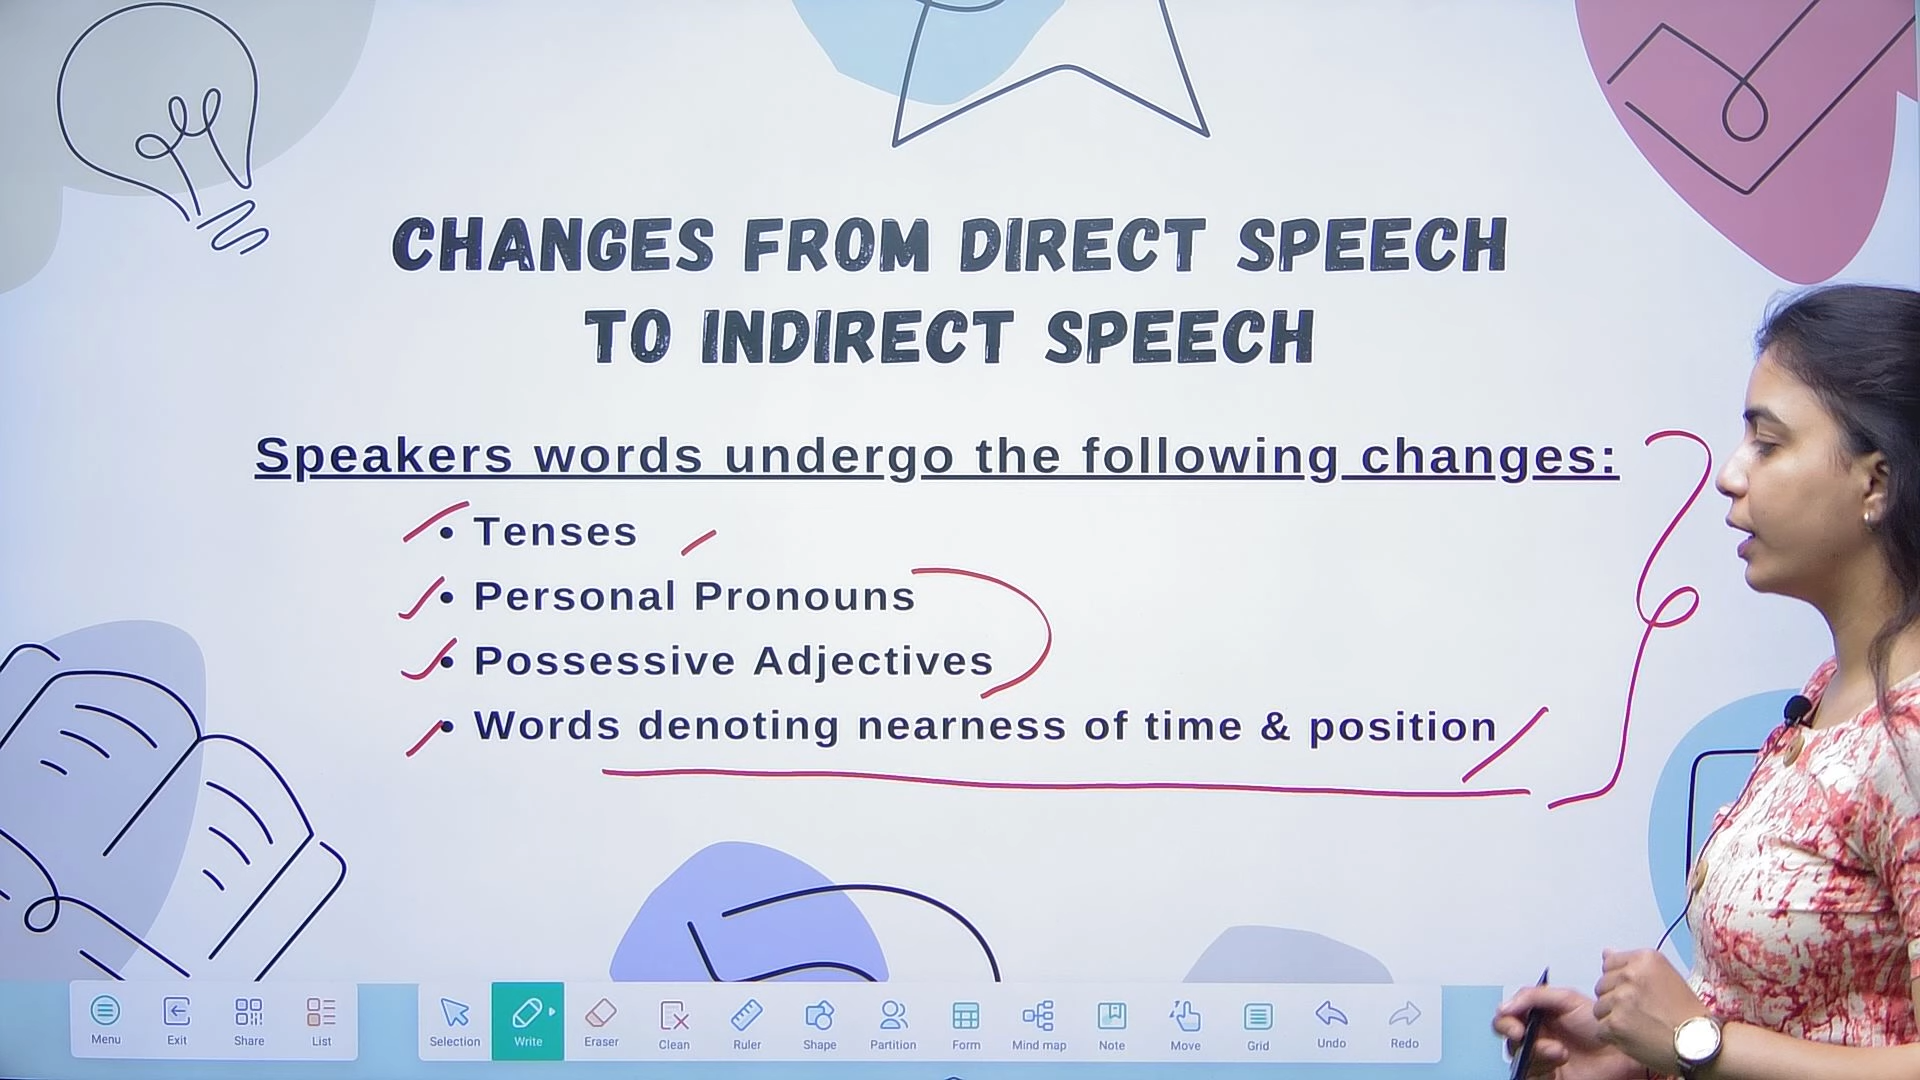 CHANGES FROM DIRECT SPEECH
TO INDIRECT SPEECH
Speakers words undergo the following changes:
• Tenses
• Personal Pronouns
• Possessive Adjectives
• Words denoting nearness of time & position
Menu Exit Share List Selection Write Eraser Clean Ruler Shape Partition Form Mind map Note Move Grid Undo Redo